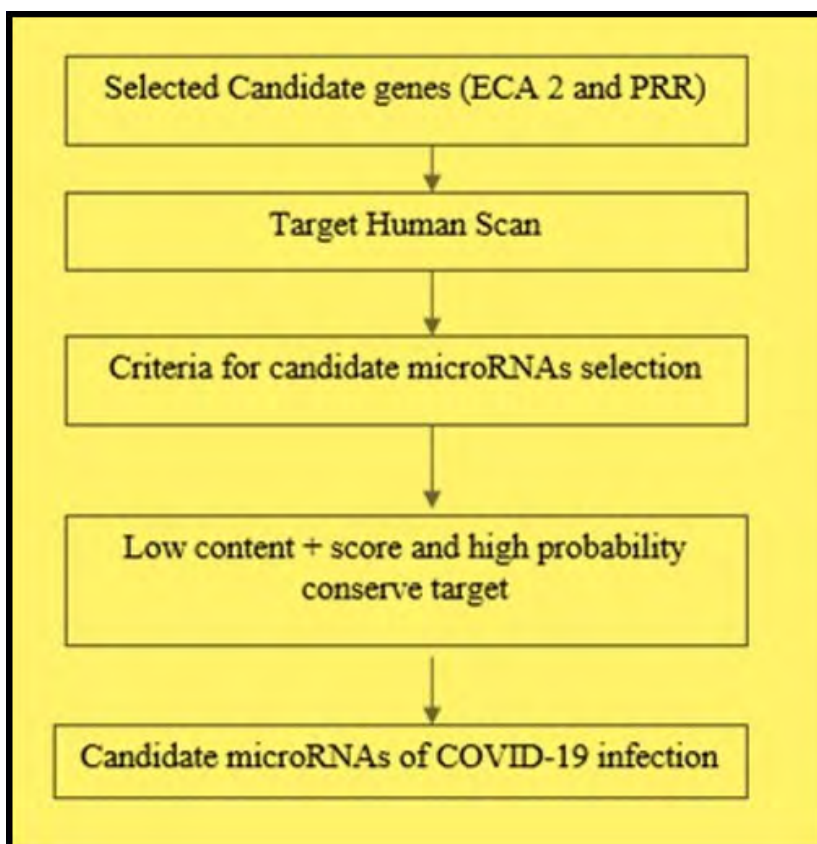 Selected Candidate genes (ECA 2 and PRR)
Target Human Scan
Criteria for candidate microRNAs selection
Low content + score and high probability
conserve target
Candidate microRNAs of COVID-19 infection